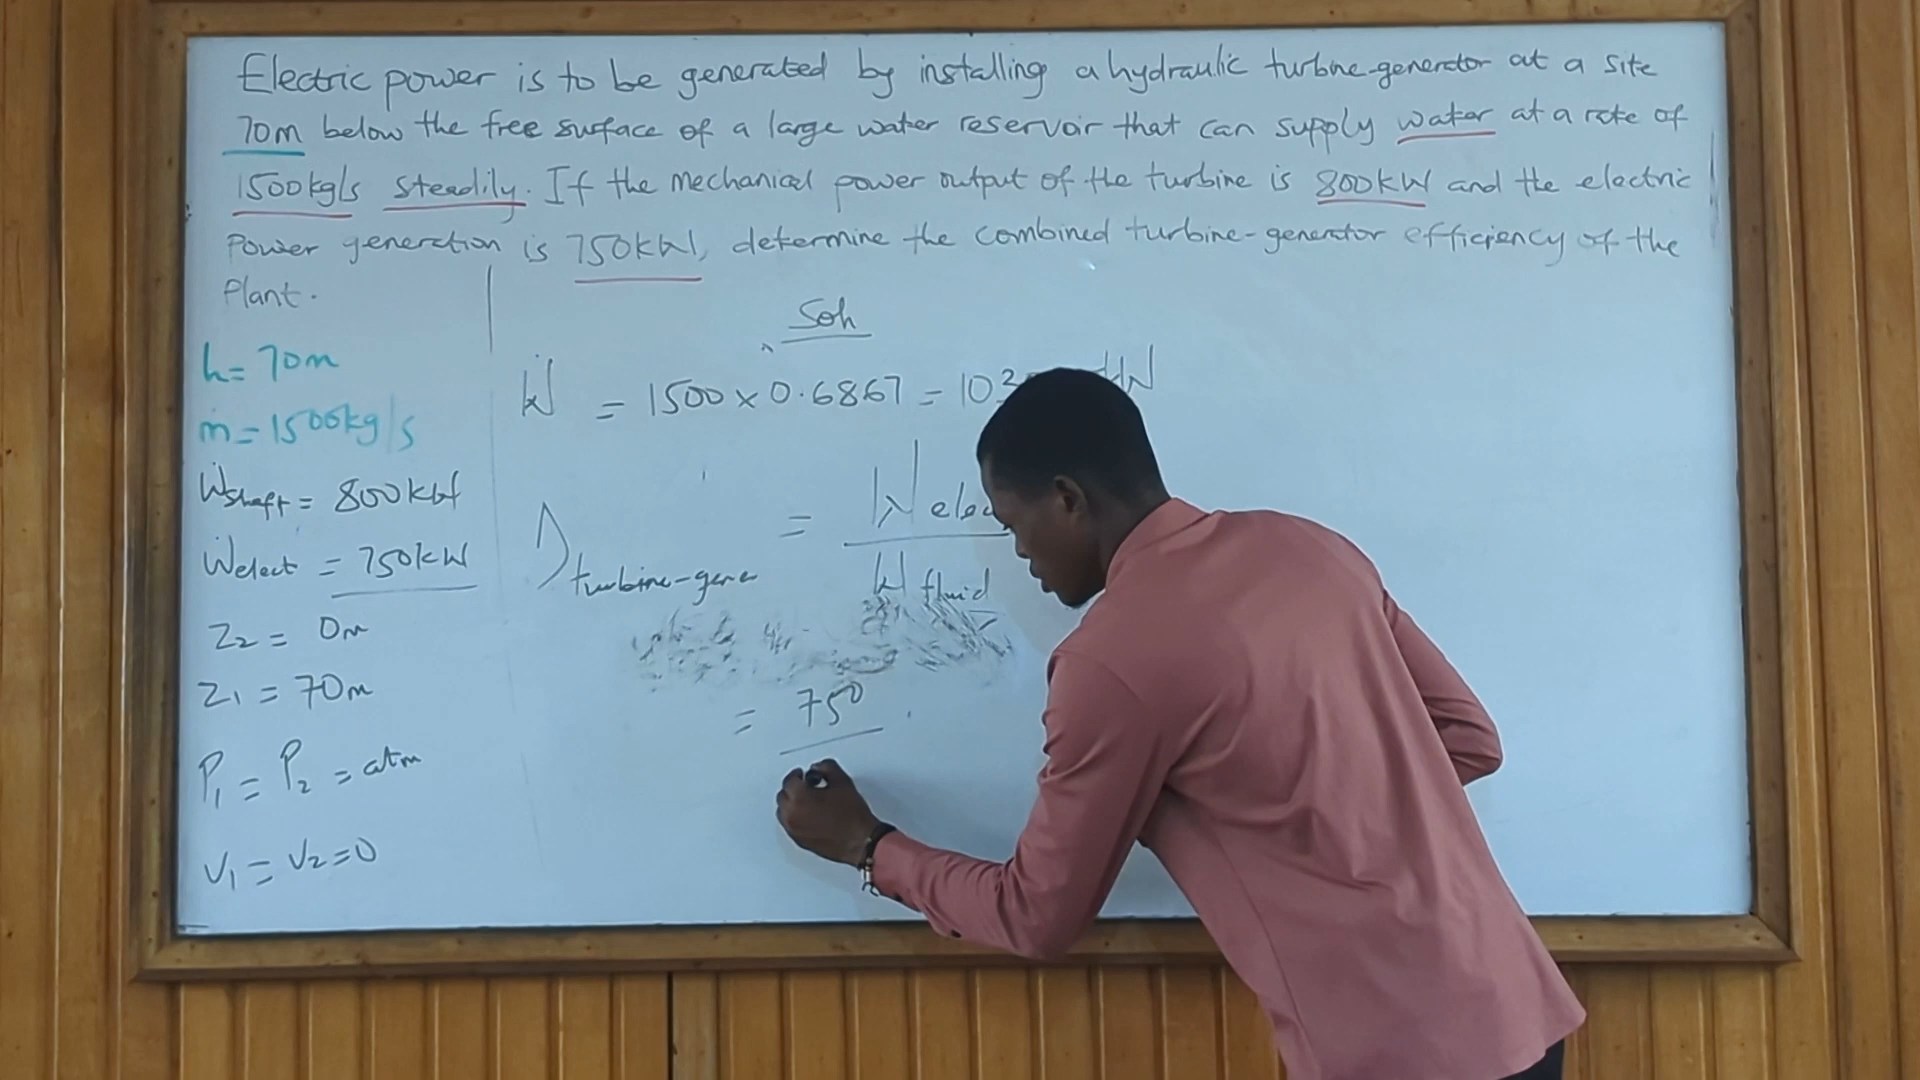 Electric power is to be generated by installing a hydraulic turbine-generator at a site
70m below the free surface of a large water reservoir that can supply water at a rate of
1500kg/s steadily. If the mechanical power output of the turbine is 800kW and the electric
Power generation is 750kW, determine the combined turbine-generator efficiency of the
Plant.
Soln
h = 70m
ṁ = 1500kg/s
Ẇshaft = 800kW
Ẇelect = 750kW
Z2 = 0m
Z1 = 70m
P1 = P2 = atm
V1 = V2 = 0
Ẇ = 1500 x 0.6867 = 103 kW
η turbine-gene = Ẇ elec
Ẇ fluid
= 750